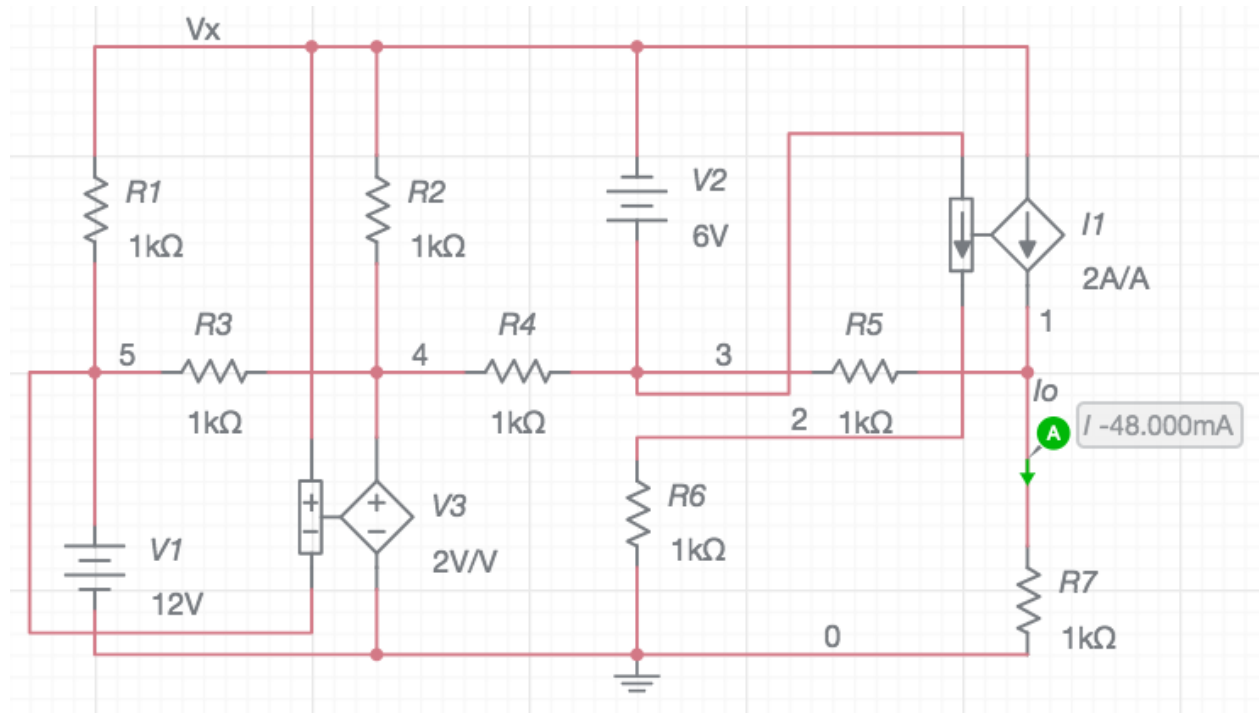 Vx
R1
1kΩ
R2
1kΩ
V2
6V
I1
2A/A
1
5
R3
1kΩ
4
R4
1kΩ
3
R5
1kΩ
2
Io
A
I -48.000mA
+
−
+
−
V3
2V/V
R6
1kΩ
V1
12V
R7
1kΩ
0